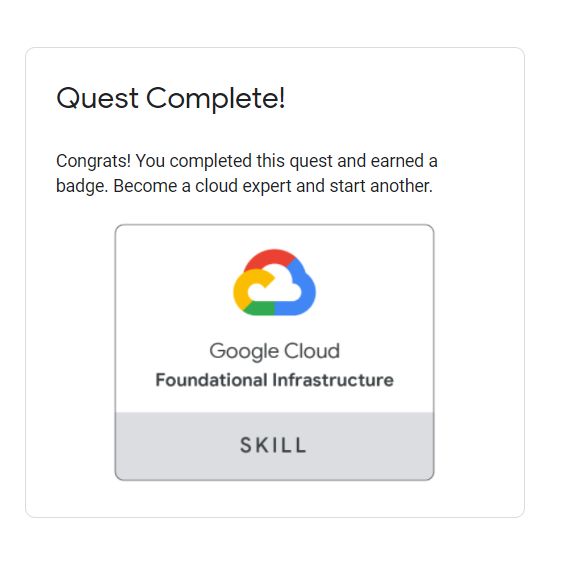 Quest Complete!
Congrats! You completed this quest and earned a
badge. Become a cloud expert and start another.
Google Cloud
Foundational Infrastructure
SKILL